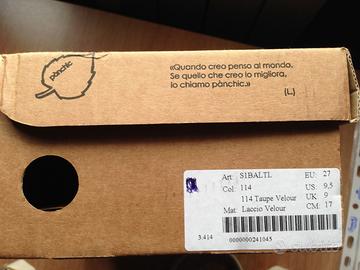 pànchic
«Quando creo penso al mondo.
Se quello che creo lo migliora,
lo chiamo pànchic.»
(L)
Art: S1BALTL EU: 27
Col: 114 US: 9,5
114 Taupe Velour UK: 9
Mat: Laccio Velour CM: 17
3.414 0000000241045